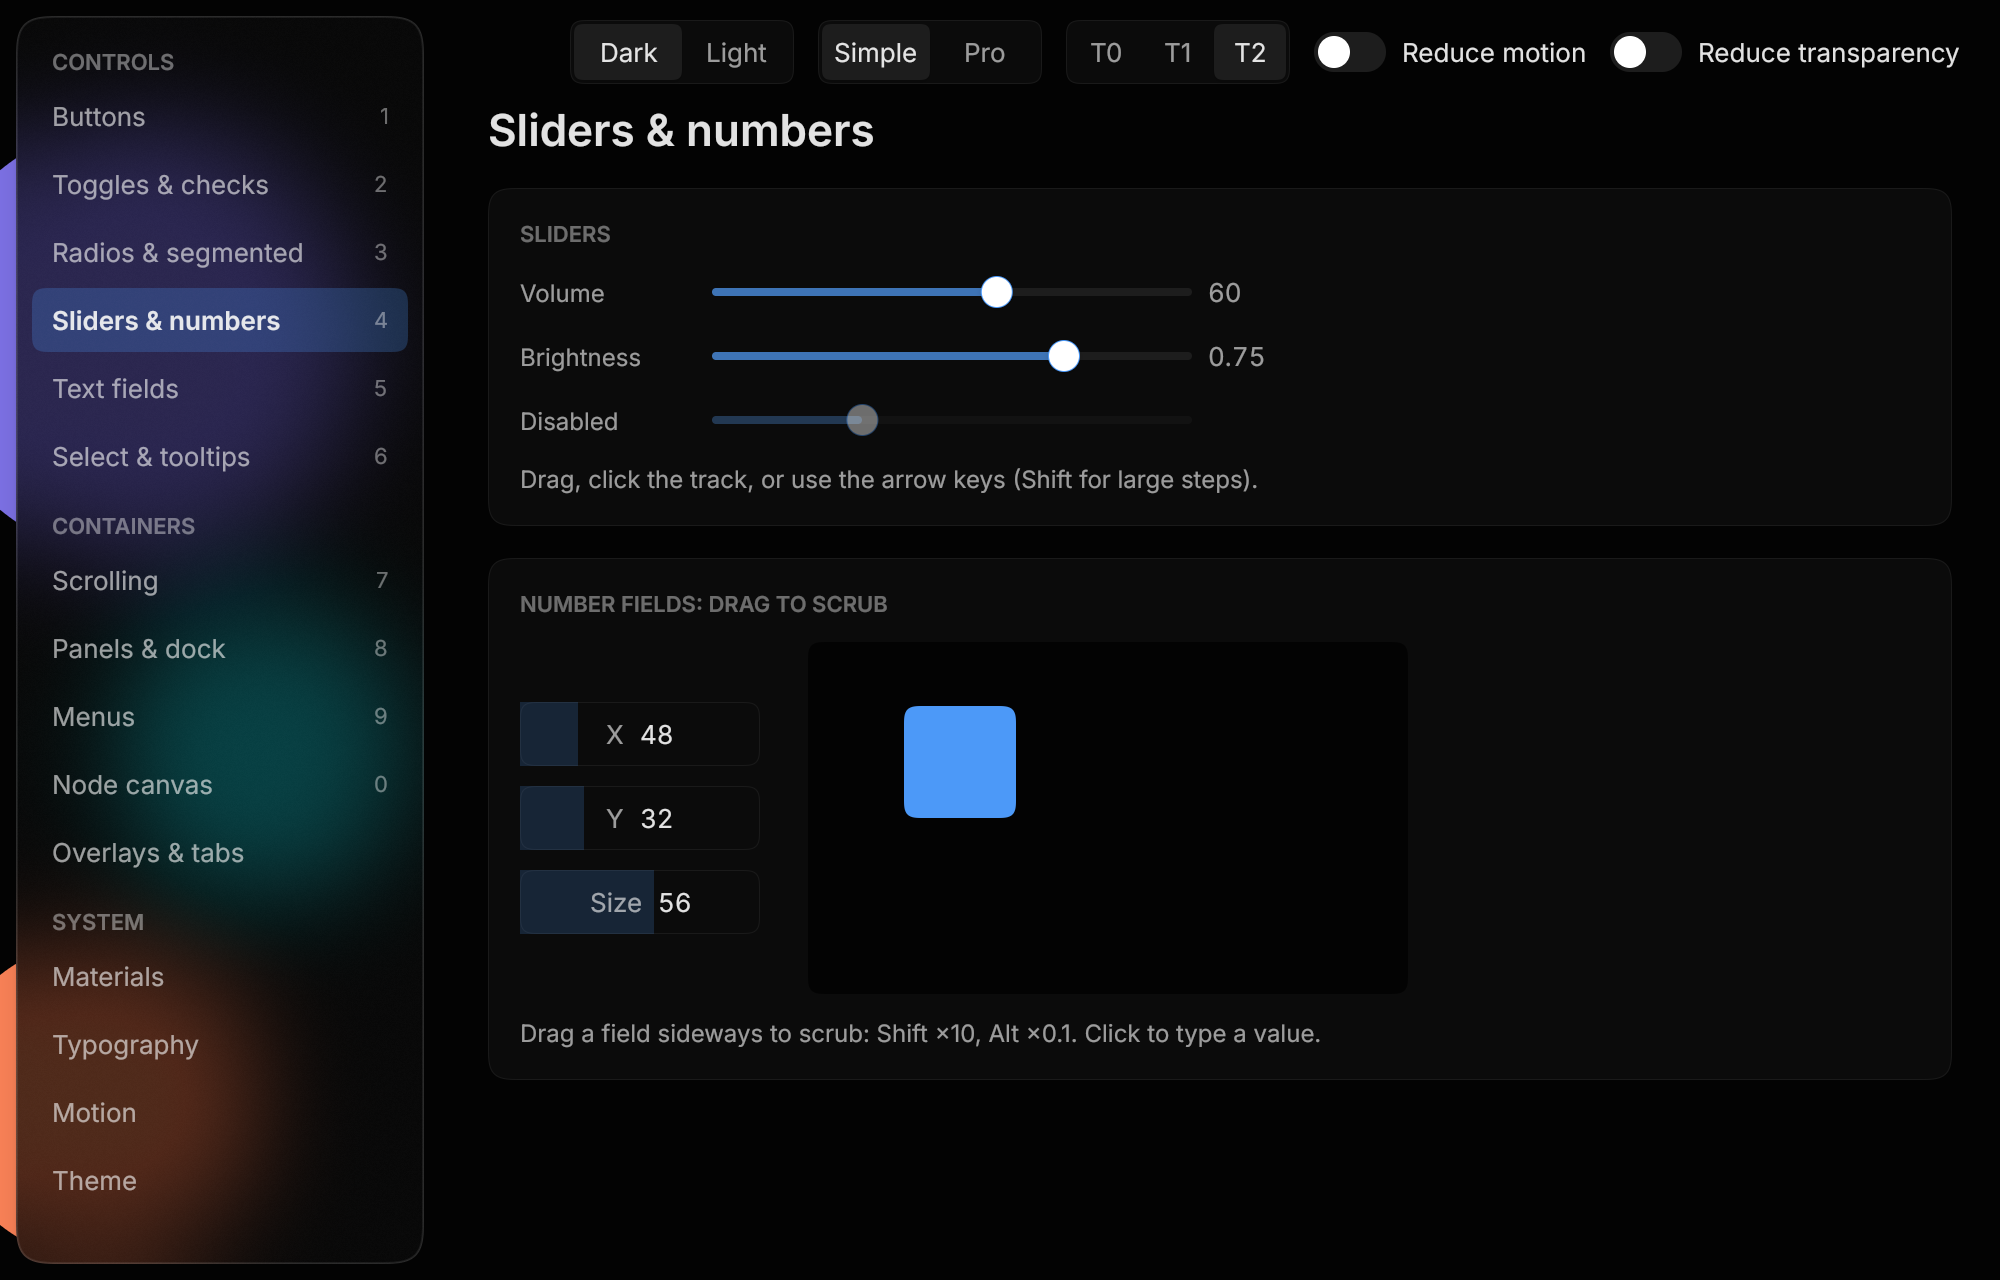 CONTROLS
Buttons 1
Toggles & checks 2
Radios & segmented 3
Sliders & numbers 4
Text fields 5
Select & tooltips 6
CONTAINERS
Scrolling 7
Panels & dock 8
Menus 9
Node canvas 0
Overlays & tabs
SYSTEM
Materials
Typography
Motion
Theme
Dark Light Simple Pro T0 T1 T2 Reduce motion Reduce transparency
Sliders & numbers
SLIDERS
Volume 60
Brightness 0.75
Disabled
Drag, click the track, or use the arrow keys (Shift for large steps).
NUMBER FIELDS: DRAG TO SCRUB
X 48
Y 32
Size 56
Drag a field sideways to scrub: Shift ×10, Alt ×0.1. Click to type a value.